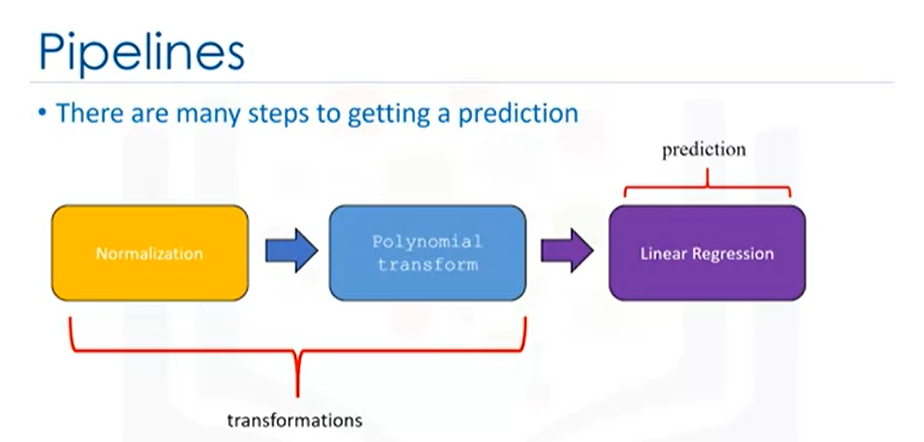 Pipelines
• There are many steps to getting a prediction
prediction
Normalization
Polynomial
transform
Linear Regression
transformations